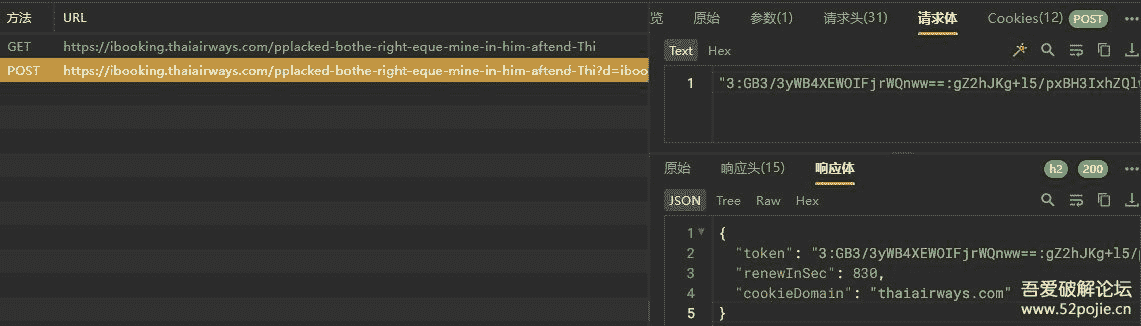 方法 URL
GET https://ibooking.thaiairways.com/pplacked-bothe-right-eque-mine-in-him-aftend-Thi
POST https://ibooking.thaiairways.com/pplacked-bothe-right-eque-mine-in-him-aftend-Thi?d=iboo
览 原始 参数(1) 请求头(31) 请求体 Cookies(12) POST
Text Hex
1 "3:GB3/3yWB4XEWOIFjrWQnww==:gZ2hJKg+l5/pxBH3IxhZQl
原始 响应头(15) 响应体 h2 200
JSON Tree Raw Hex
1 {
2 "token": "3:GB3/3yWB4XEWOIFjrWQnww==:gZ2hJKg+l5/p
3 "renewInSec": 830,
4 "cookieDomain": "thaiairways.com"
5 }
吾爱破解论坛
www.52pojie.cn